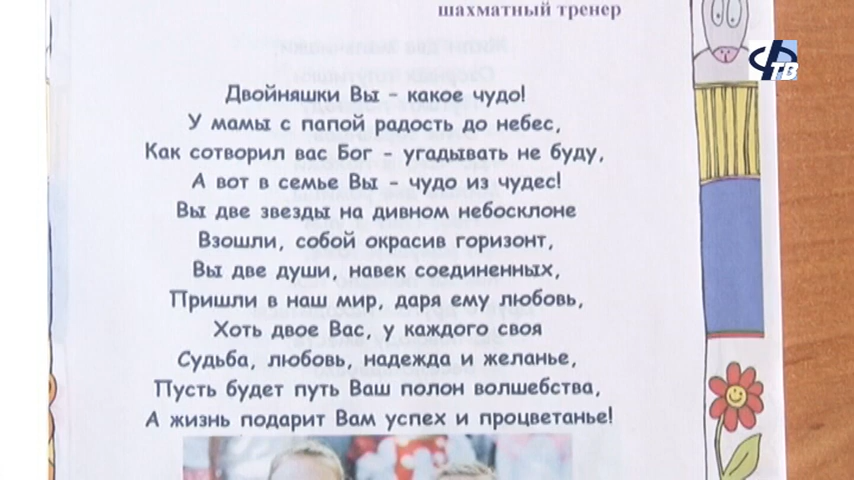 шахматный тренер
ТВ
Двойняшки Вы - какое чудо!
У мамы с папой радость до небес,
Как сотворил вас Бог - угадывать не буду,
А вот в семье Вы - чудо из чудес!
Вы две звезды на дивном небосклоне
Взошли, собой окрасив горизонт,
Вы две души, навек соединенных,
Пришли в наш мир, даря ему любовь,
Хоть двое Вас, у каждого своя
Судьба, любовь, надежда и желанье,
Пусть будет путь Ваш полон волшебства,
А жизнь подарит Вам успех и процветанье!